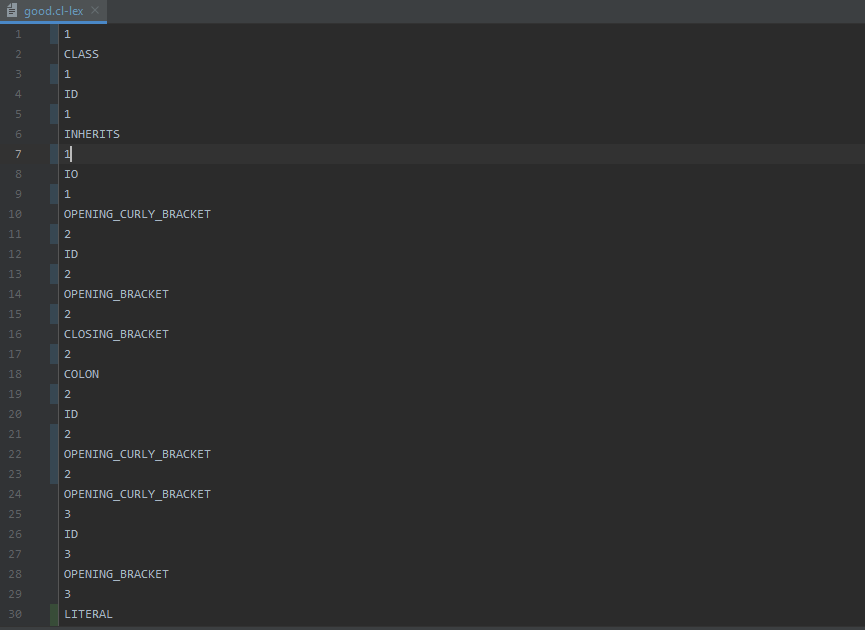 good.cl-lex
1 1
2 CLASS
3 1
4 ID
5 1
6 INHERITS
7 1
8 IO
9 1
10 OPENING_CURLY_BRACKET
11 2
12 ID
13 2
14 OPENING_BRACKET
15 2
16 CLOSING_BRACKET
17 2
18 COLON
19 2
20 ID
21 2
22 OPENING_CURLY_BRACKET
23 2
24 OPENING_CURLY_BRACKET
25 3
26 ID
27 3
28 OPENING_BRACKET
29 3
30 LITERAL